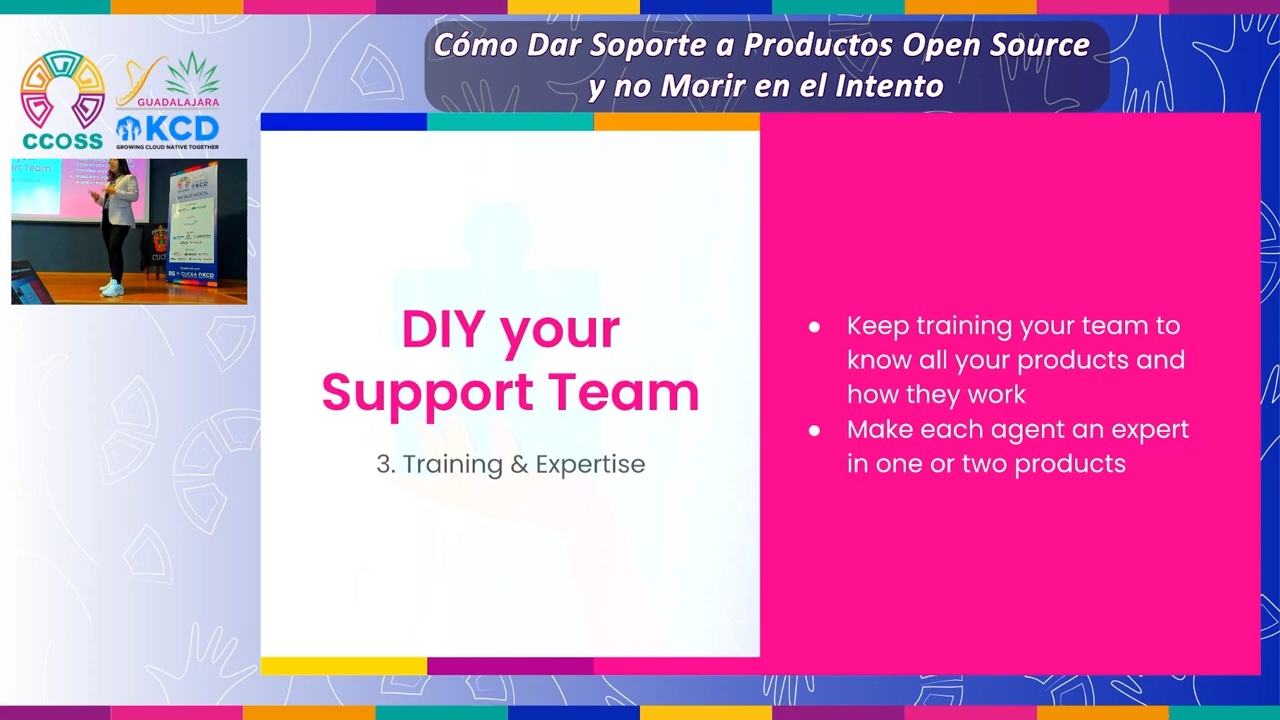 Cómo Dar Soporte a Productos Open Source
y no Morir en el Intento
CCOSS
GUADALAJARA
KCD
GROWING CLOUD NATIVE TOGETHER
DIY your
Support Team
3. Training & Expertise
● Keep training your team to
know all your products and
how they work
● Make each agent an expert
in one or two products